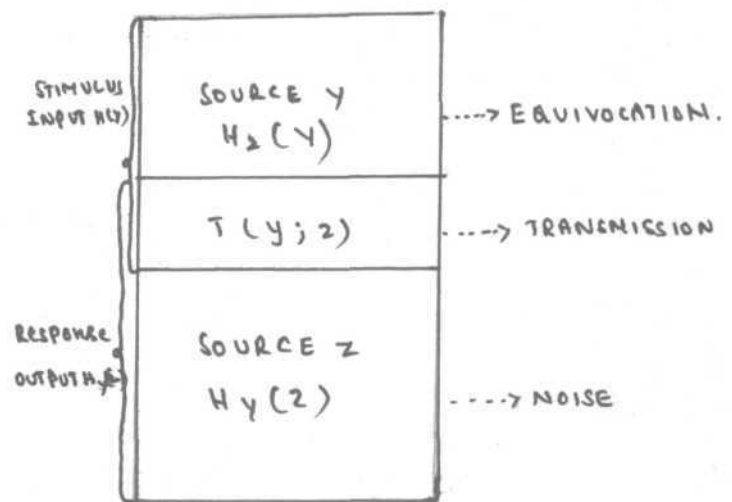 STIMULUS
INPUT H(Y)
SOURCE Y
H₂(Y)
----> EQUIVOCATION.
T(Y;2)
-----> TRANSMISSION
RESPONSE
OUTPUT
SOURCE Z
Hy(2)
----> NOISE